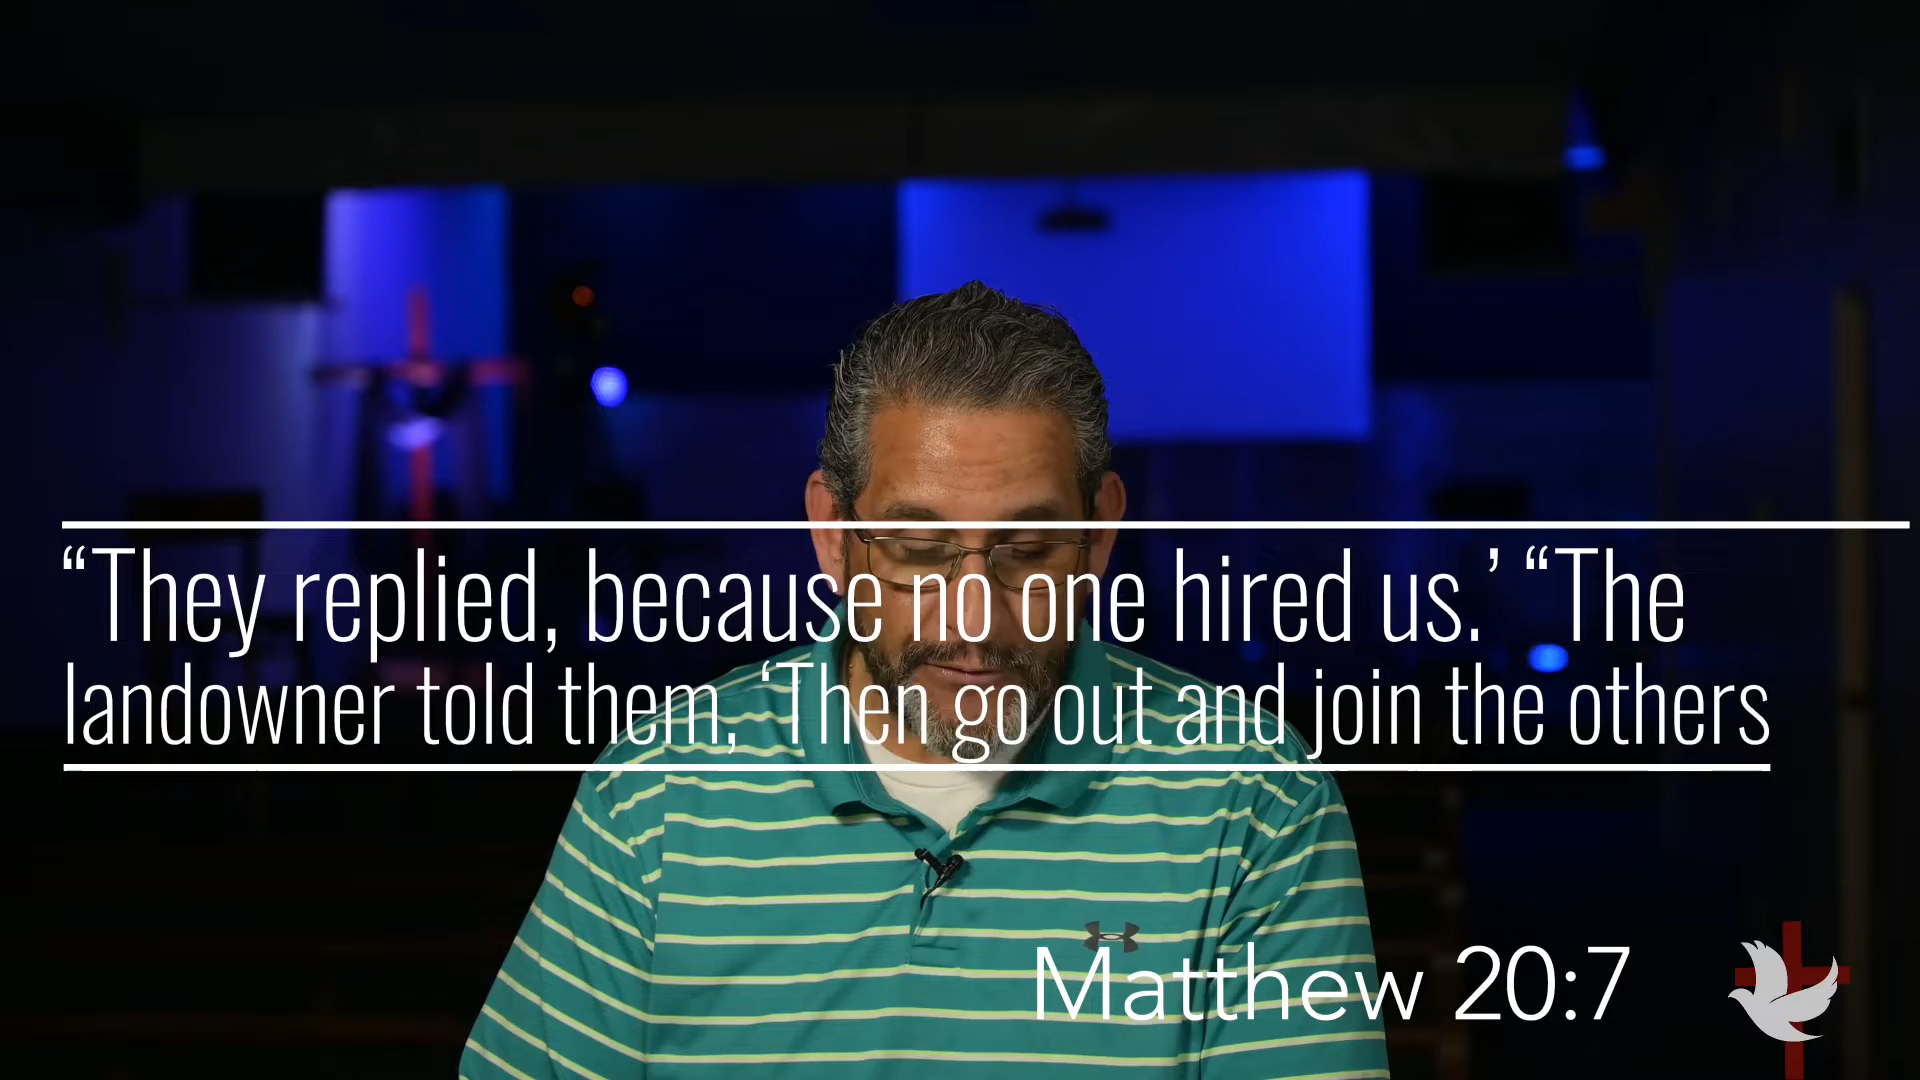 “They replied, because no one hired us.’ “The
landowner told them, ‘Then go out and join the others
Matthew 20:7